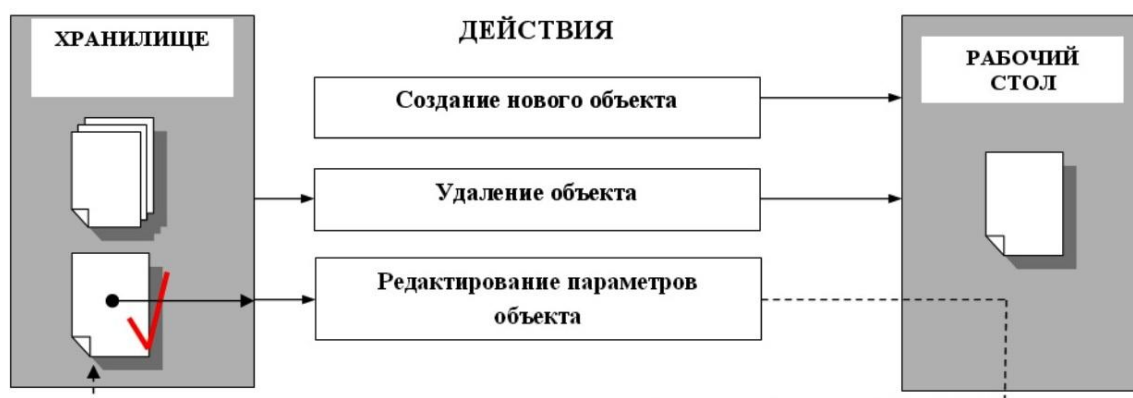 ХРАНИЛИЩЕ
ДЕЙСТВИЯ
РАБОЧИЙ
СТОЛ
Создание нового объекта
Удаление объекта
Редактирование параметров
объекта